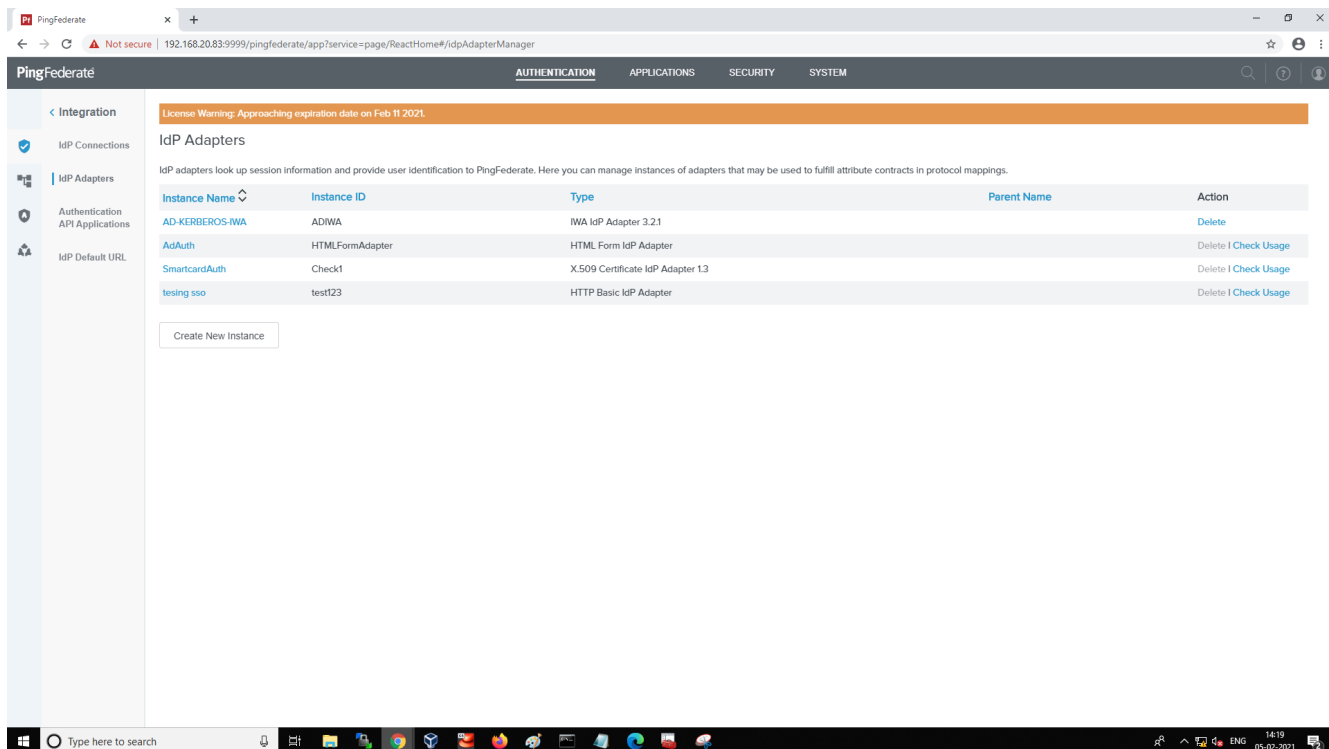 PingFederate
Not secure
192.168.20.83:9999/pingfederate/app?service=page/ReactHome#/idpAdapterManager
PingFederate
AUTHENTICATION
APPLICATIONS
SECURITY
SYSTEM
< Integration
IdP Connections
IdP Adapters
Authentication
API Applications
IdP Default URL
License Warning: Approaching expiration date on Feb 11 2021.
IdP Adapters
IdP adapters look up session information and provide user identification to PingFederate. Here you can manage instances of adapters that may be used to fulfill attribute contracts in protocol mappings.
Instance Name Instance ID Type Parent Name Action
AD-KERBEROS-IWA ADIWA IWA IdP Adapter 3.2.1 Delete
AdAuth HTMLFormAdapter HTML Form IdP Adapter Delete | Check Usage
SmartcardAuth Check1 X.509 Certificate IdP Adapter 1.3 Delete | Check Usage
tesing sso test123 HTTP Basic IdP Adapter Delete | Check Usage
Create New Instance
Type here to search
ENG
14:19
05-02-2021